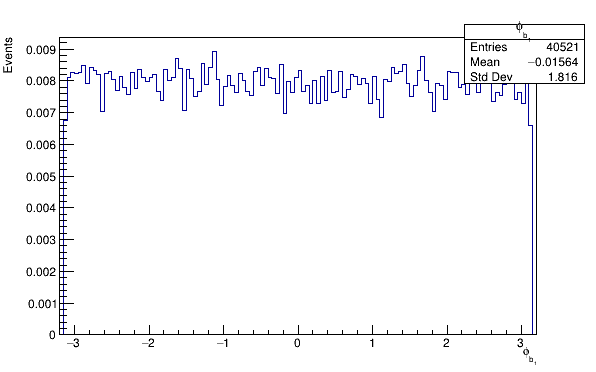 ϕb1
Entries 40521
Mean −0.01564
Std Dev 1.816
Events
0.009
0.008
0.007
0.006
0.005
0.004
0.003
0.002
0.001
0
−3 −2 −1 0 1 2 3
ϕb1